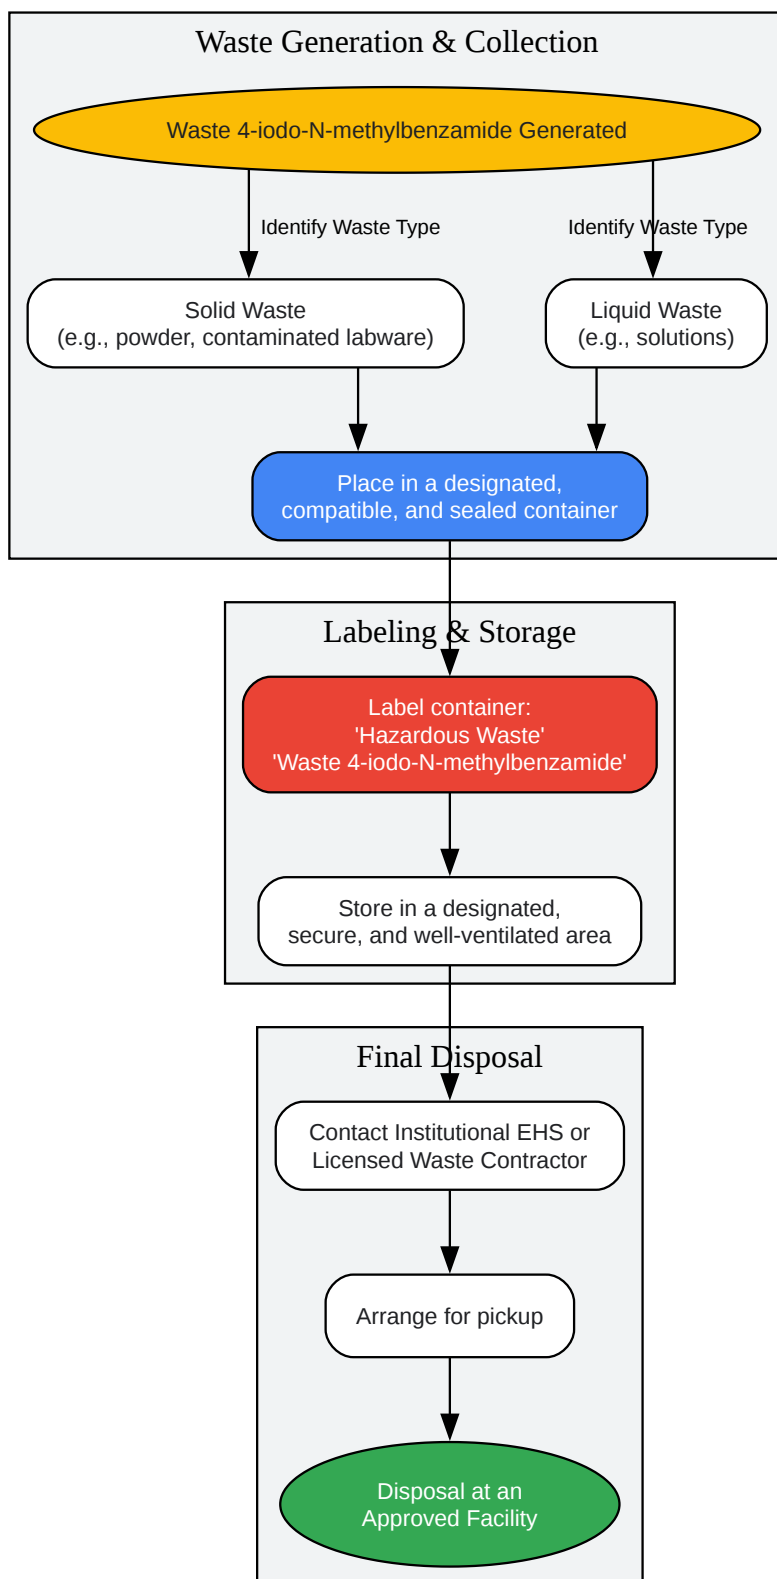 Waste Generation & Collection
Waste 4-iodo-N-methylbenzamide Generated
Identify Waste Type
Identify Waste Type
Solid Waste
(e.g., powder, contaminated labware)
Liquid Waste
(e.g., solutions)
Place in a designated,
compatible, and sealed container
Labeling & Storage
Label container:
'Hazardous Waste'
'Waste 4-iodo-N-methylbenzamide'
Store in a designated,
secure, and well-ventilated area
Final Disposal
Contact Institutional EHS or
Licensed Waste Contractor
Arrange for pickup
Disposal at an
Approved Facility